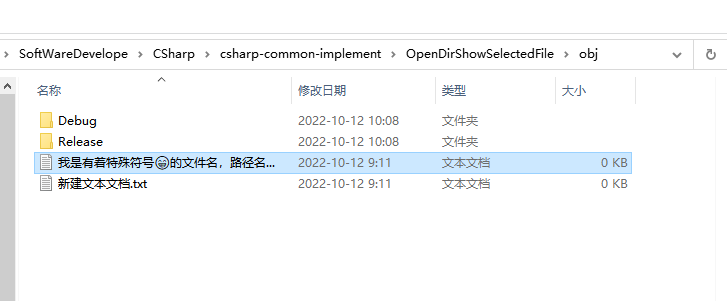 SoftWareDevelope > CSharp > csharp-common-implement > OpenDirShowSelectedFile > obj
名称 修改日期 类型 大小
Debug 2022-10-12 10:08 文件夹
Release 2022-10-12 10:08 文件夹
我是有着特殊符号😁的文件名，路径名... 2022-10-12 9:11 文本文档 0 KB
新建文本文档.txt 2022-10-12 9:11 文本文档 0 KB